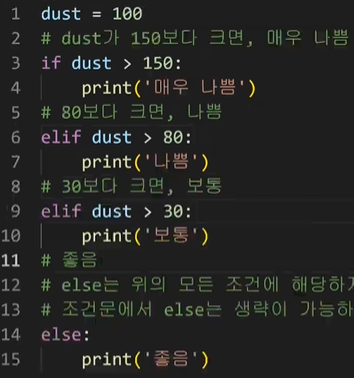 1 dust = 100
2 # dust가 150보다 크면, 매우 나쁨
3 if dust > 150:
4     print('매우 나쁨')
5 # 80보다 크면, 나쁨
6 elif dust > 80:
7     print('나쁨')
8 # 30보다 크면, 보통
9 elif dust > 30:
10     print('보통')
11 # 좋음
12 # else는 위의 모든 조건에 해당하
13 # 조건문에서 else는 생략이 가능하
14 else:
15     print('좋음')